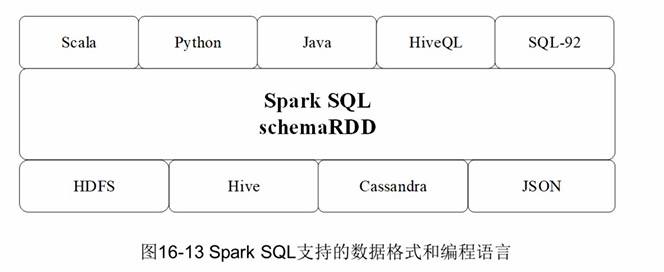 Scala Python Java HiveQL SQL-92
Spark SQL
schemaRDD
HDFS Hive Cassandra JSON
图16-13 Spark SQL支持的数据格式和编程语言